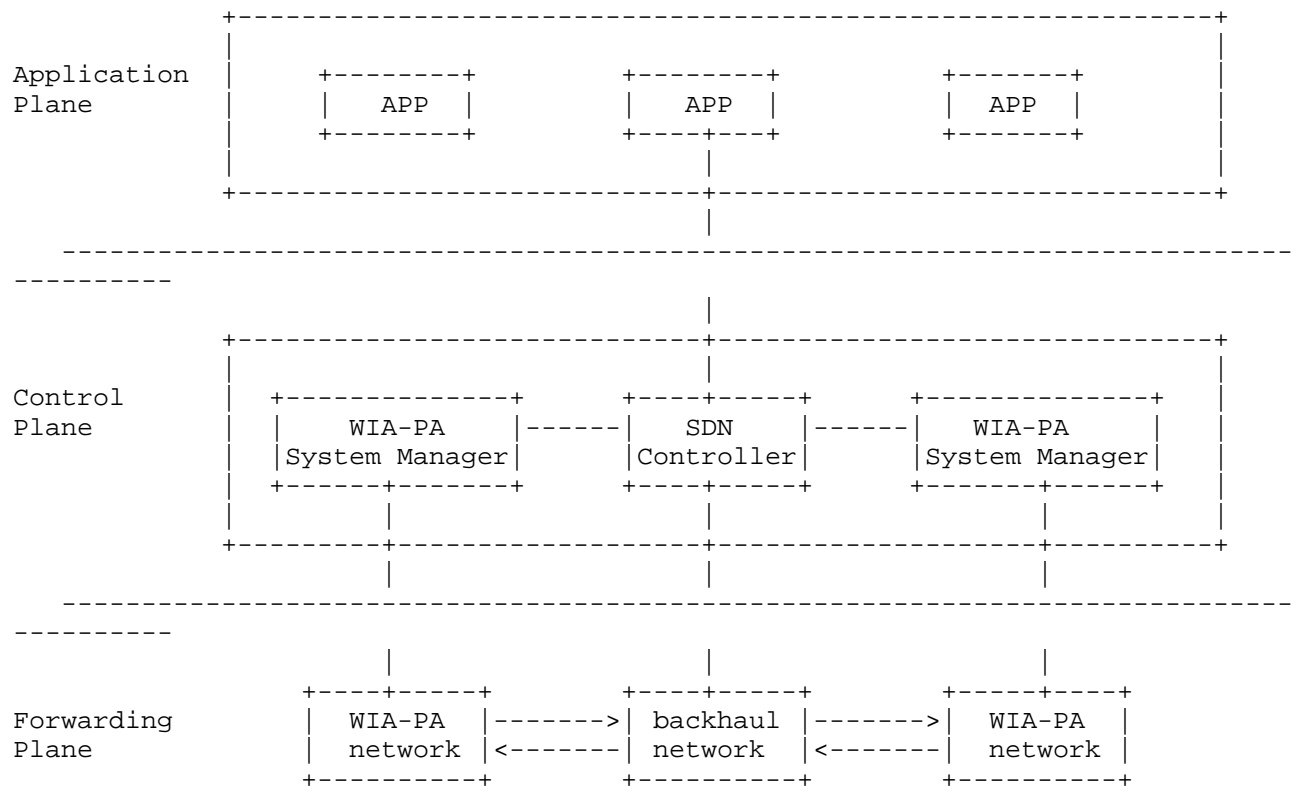 Application
Plane
APP
APP
APP
Control
Plane
WIA-PA
System Manager
SDN
Controller
WIA-PA
System Manager
Forwarding
Plane
WIA-PA
network
backhaul
network
WIA-PA
network